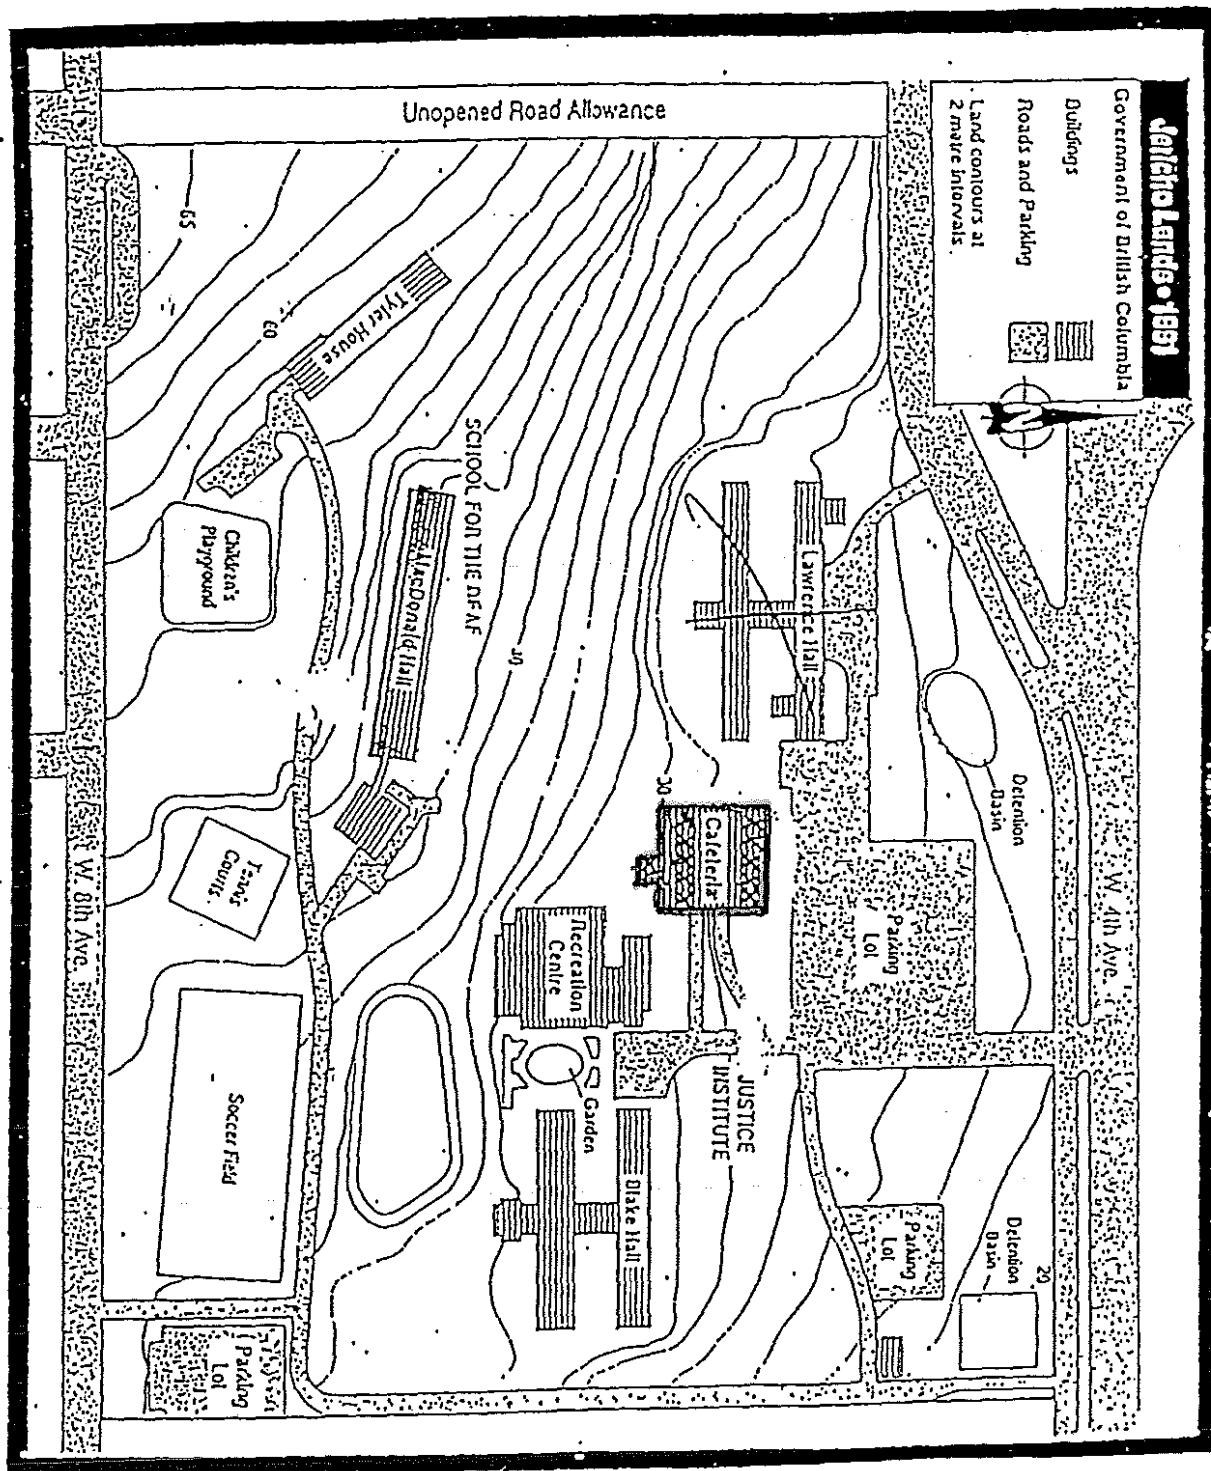 Jericho Lands • 1991
Government of British Columbia
Buildings
Roads and Parking
Land contours at
2 metre intervals
W. 4th Ave.
Detention
Basin
Detention
Basin
20
Parking
Lot
Parking
Lot
Lawrence Hall
Cafeteria
30
JUSTICE
INSTITUTE
Blake Hall
Garden
Recreation
Centre
Unopened Road Allowance
SCHOOL FOR THE DEAF
MacDonald Hall
Tyler House
60
65
Children's
Playground
Tennis
Courts
Soccer Field
Parking
Lot
W. 8th Ave.